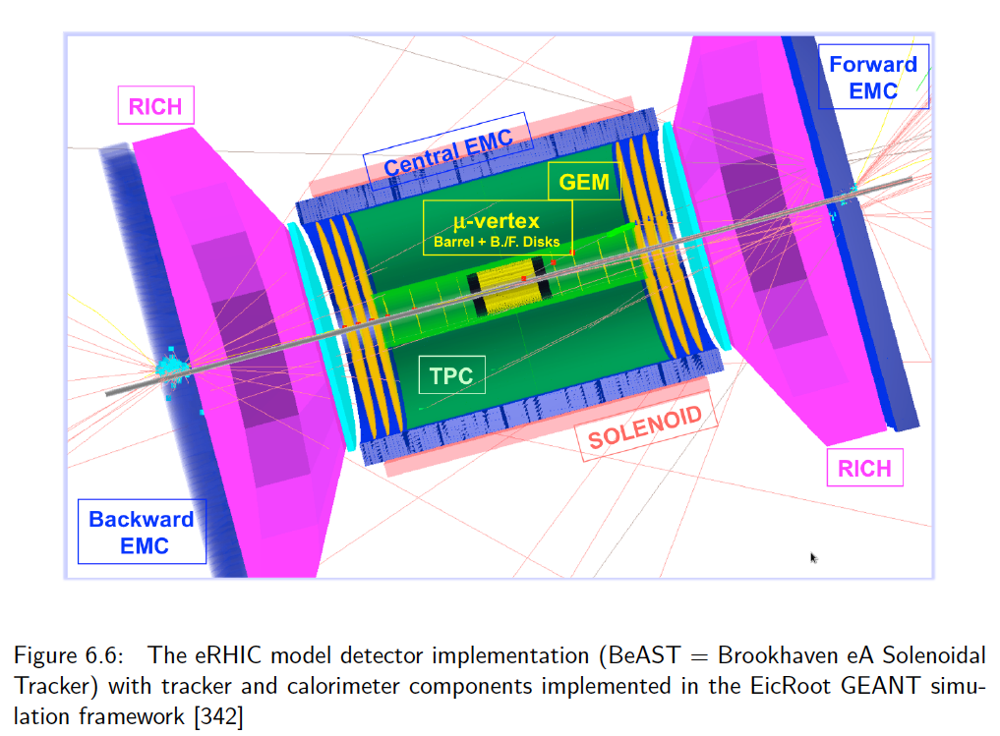 Forward
EMC
RICH
Central EMC
GEM
μ-vertex
Barrel + B./F. Disks
TPC
SOLENOID
RICH
Backward
EMC
Figure 6.6: The eRHIC model detector implementation (BeAST = Brookhaven eA Solenoidal
Tracker) with tracker and calorimeter components implemented in the EicRoot GEANT simu-
lation framework [342]